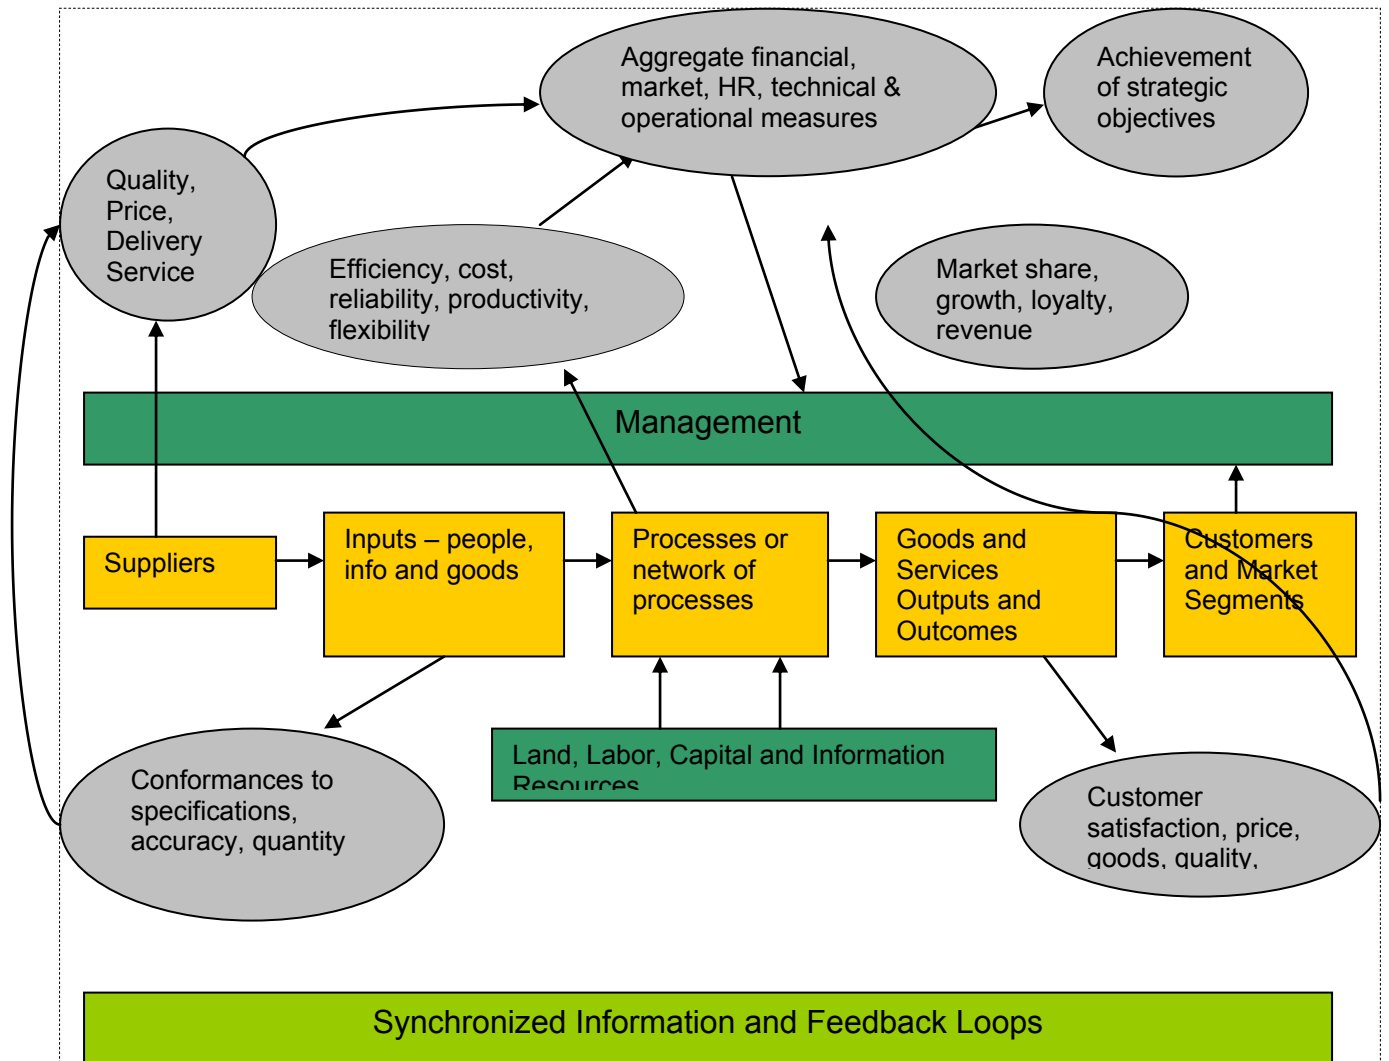 Aggregate financial,
market, HR, technical &
operational measures
Achievement
of strategic
objectives
Quality,
Price,
Delivery
Service
Efficiency, cost,
reliability, productivity,
flexibility
Market share,
growth, loyalty,
revenue
Management
Suppliers
Inputs – people,
info and goods
Processes or
network of
processes
Goods and
Services
Outputs and
Outcomes
Customers
and Market
Segments
Land, Labor, Capital and Information
Resources
Conformances to
specifications,
accuracy, quantity
Customer
satisfaction, price,
goods, quality,
Synchronized Information and Feedback Loops